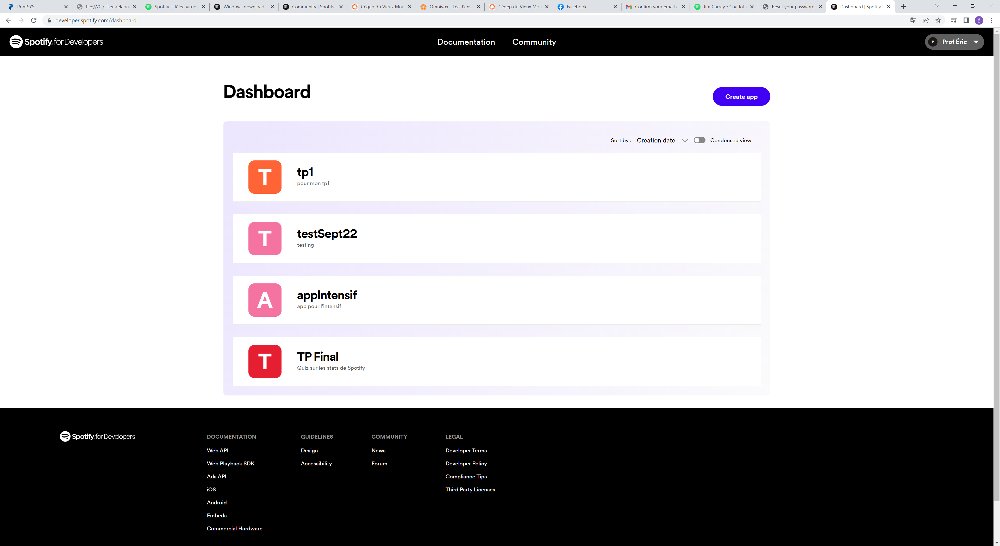 PrintSYS
file:///C:/Users/elabo
Spotify – Télécharger
Windows download
Community | Spotify
Cégep du Vieux Mon
Omnivox - Léa, l'envi
Cégep du Vieux Mon
Facebook
Confirm your email a
Jim Carrey • Charlott
Reset your password
Dashboard | Spotify
developer.spotify.com/dashboard
É
Spotify for Developers
Documentation
Community
P
Prof Éric
Dashboard
Create app
Sort by : Creation date
Condensed view
T
tp1
pour mon tp1
T
testSept22
testing
A
appIntensif
app pour l'intensif
T
TP Final
Quiz sur les stats de Spotify
Spotify for Developers
DOCUMENTATION
Web API
Web Playback SDK
Ads API
iOS
Android
Embeds
Commercial Hardware
GUIDELINES
Design
Accessibility
COMMUNITY
News
Forum
LEGAL
Developer Terms
Developer Policy
Compliance Tips
Third Party Licenses